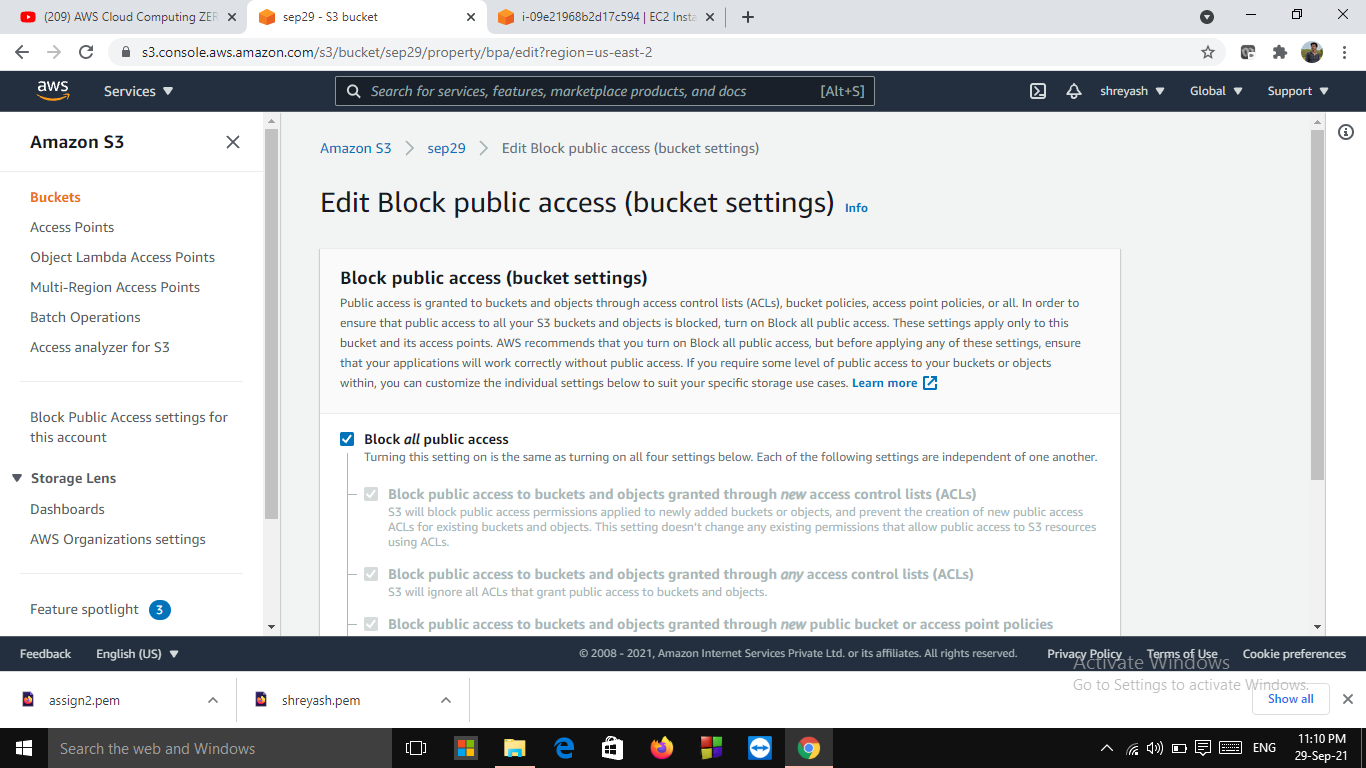 (209) AWS Cloud Computing ZER
sep29 - S3 bucket
i-09e21968b2d17c594 | EC2 Insta
s3.console.aws.amazon.com/s3/bucket/sep29/property/bpa/edit?region=us-east-2
aws
Services
Search for services, features, marketplace products, and docs
[Alt+S]
shreyash
Global
Support
Amazon S3
Buckets
Access Points
Object Lambda Access Points
Multi-Region Access Points
Batch Operations
Access analyzer for S3
Block Public Access settings for
this account
Storage Lens
Dashboards
AWS Organizations settings
Feature spotlight 3
Amazon S3
sep29
Edit Block public access (bucket settings)
Edit Block public access (bucket settings) Info
Block public access (bucket settings)
Public access is granted to buckets and objects through access control lists (ACLs), bucket policies, access point policies, or all. In order to
ensure that public access to all your S3 buckets and objects is blocked, turn on Block all public access. These settings apply only to this
bucket and its access points. AWS recommends that you turn on Block all public access, but before applying any of these settings, ensure
that your applications will work correctly without public access. If you require some level of public access to your buckets or objects
within, you can customize the individual settings below to suit your specific storage use cases. Learn more
Block all public access
Turning this setting on is the same as turning on all four settings below. Each of the following settings are independent of one another.
Block public access to buckets and objects granted through new access control lists (ACLs)
S3 will block public access permissions applied to newly added buckets or objects, and prevent the creation of new public access
ACLs for existing buckets and objects. This setting doesn't change any existing permissions that allow public access to S3 resources
using ACLs.
Block public access to buckets and objects granted through any access control lists (ACLs)
S3 will ignore all ACLs that grant public access to buckets and objects.
Block public access to buckets and objects granted through new public bucket or access point policies
Feedback
English (US)
© 2008 - 2021, Amazon Internet Services Private Ltd. or its affiliates. All rights reserved.
Privacy Policy
Terms of Use
Cookie preferences
Activate Windows
Go to Settings to activate Windows.
assign2.pem
shreyash.pem
Show all
Search the web and Windows
ENG
11:10 PM
29-Sep-21